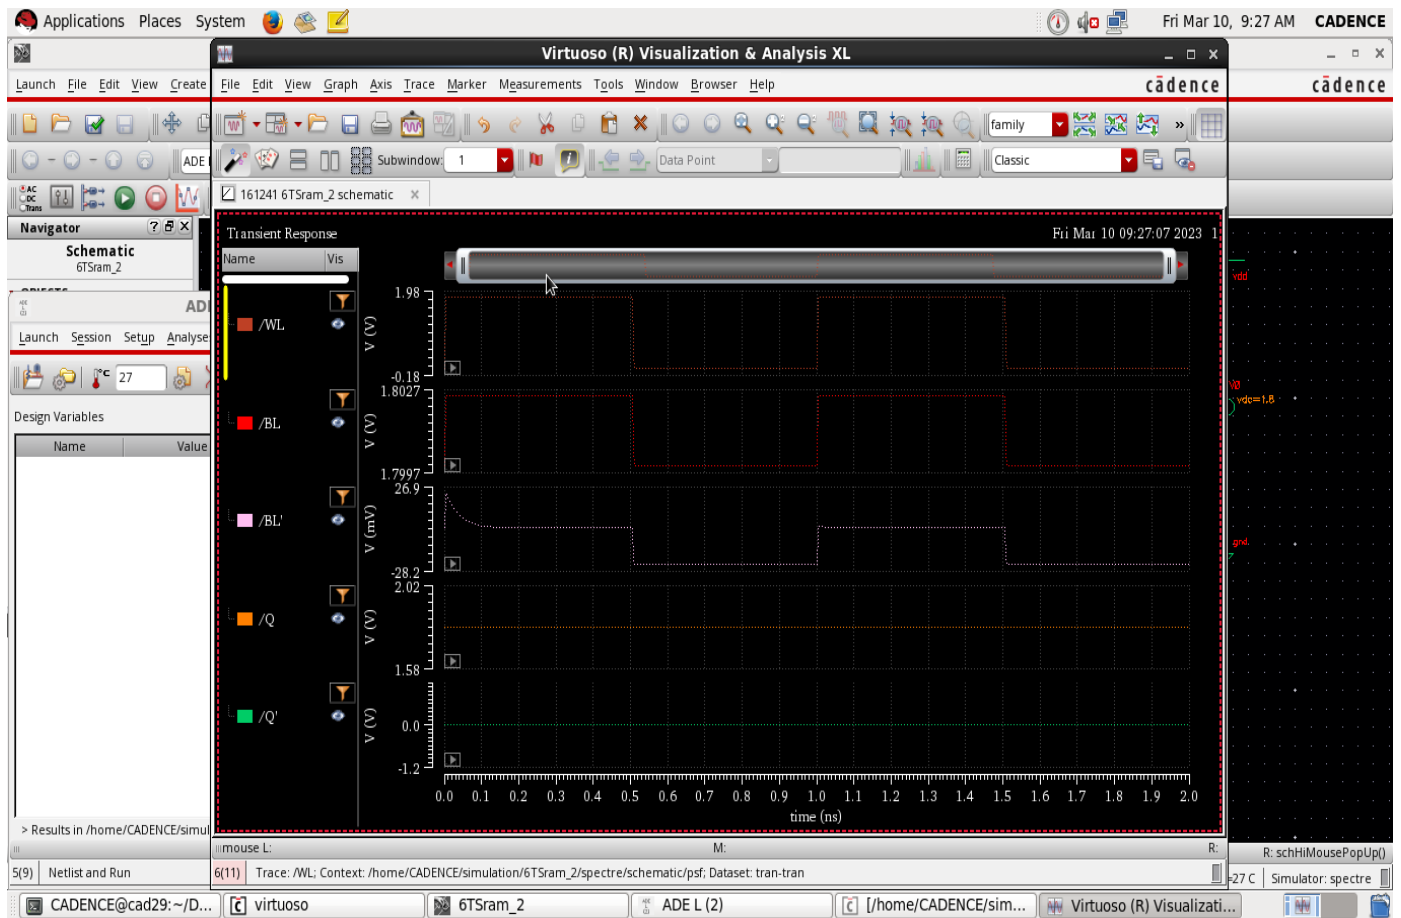 Applications Places System
Fri Mar 10, 9:27 AM CADENCE
Virtuoso (R) Visualization & Analysis XL
Launch File Edit View Create
File Edit View Graph Axis Trace Marker Measurements Tools Window Browser Help
cādence
cādence
family
ADE
Subwindow: 1
Data Point
Classic
AC
DC
Trans
161241 6TSram_2 schematic
Navigator
Schematic
6TSram_2
OBJECTS
Transient Response
Fri Mar 10 09:27:07 2023 1
Name Vis
ADE
Launch Session Setup Analyse
°C 27
Design Variables
Name Value
/WL
V (V)
1.98
-0.18
/BL
V (V)
1.8027
1.7997
/BL'
V (mV)
26.9
-28.2
/Q
V (V)
2.02
1.58
/Q'
V (V)
0.0
-1.2
0.0 0.1 0.2 0.3 0.4 0.5 0.6 0.7 0.8 0.9 1.0 1.1 1.2 1.3 1.4 1.5 1.6 1.7 1.8 1.9 2.0
time (ns)
vdd
V0
vdc=1.8
gnd
> Results in /home/CADENCE/simul
mouse L: M: R:
R: schHiMousePopUp()
5(9) Netlist and Run
6(11) Trace: /WL; Context: /home/CADENCE/simulation/6TSram_2/spectre/schematic/psf; Dataset: tran-tran
=27 C Simulator: spectre
CADENCE@cad29:~/D...
virtuoso
6TSram_2
ADE L (2)
[/home/CADENCE/sim...
Virtuoso (R) Visualizati...